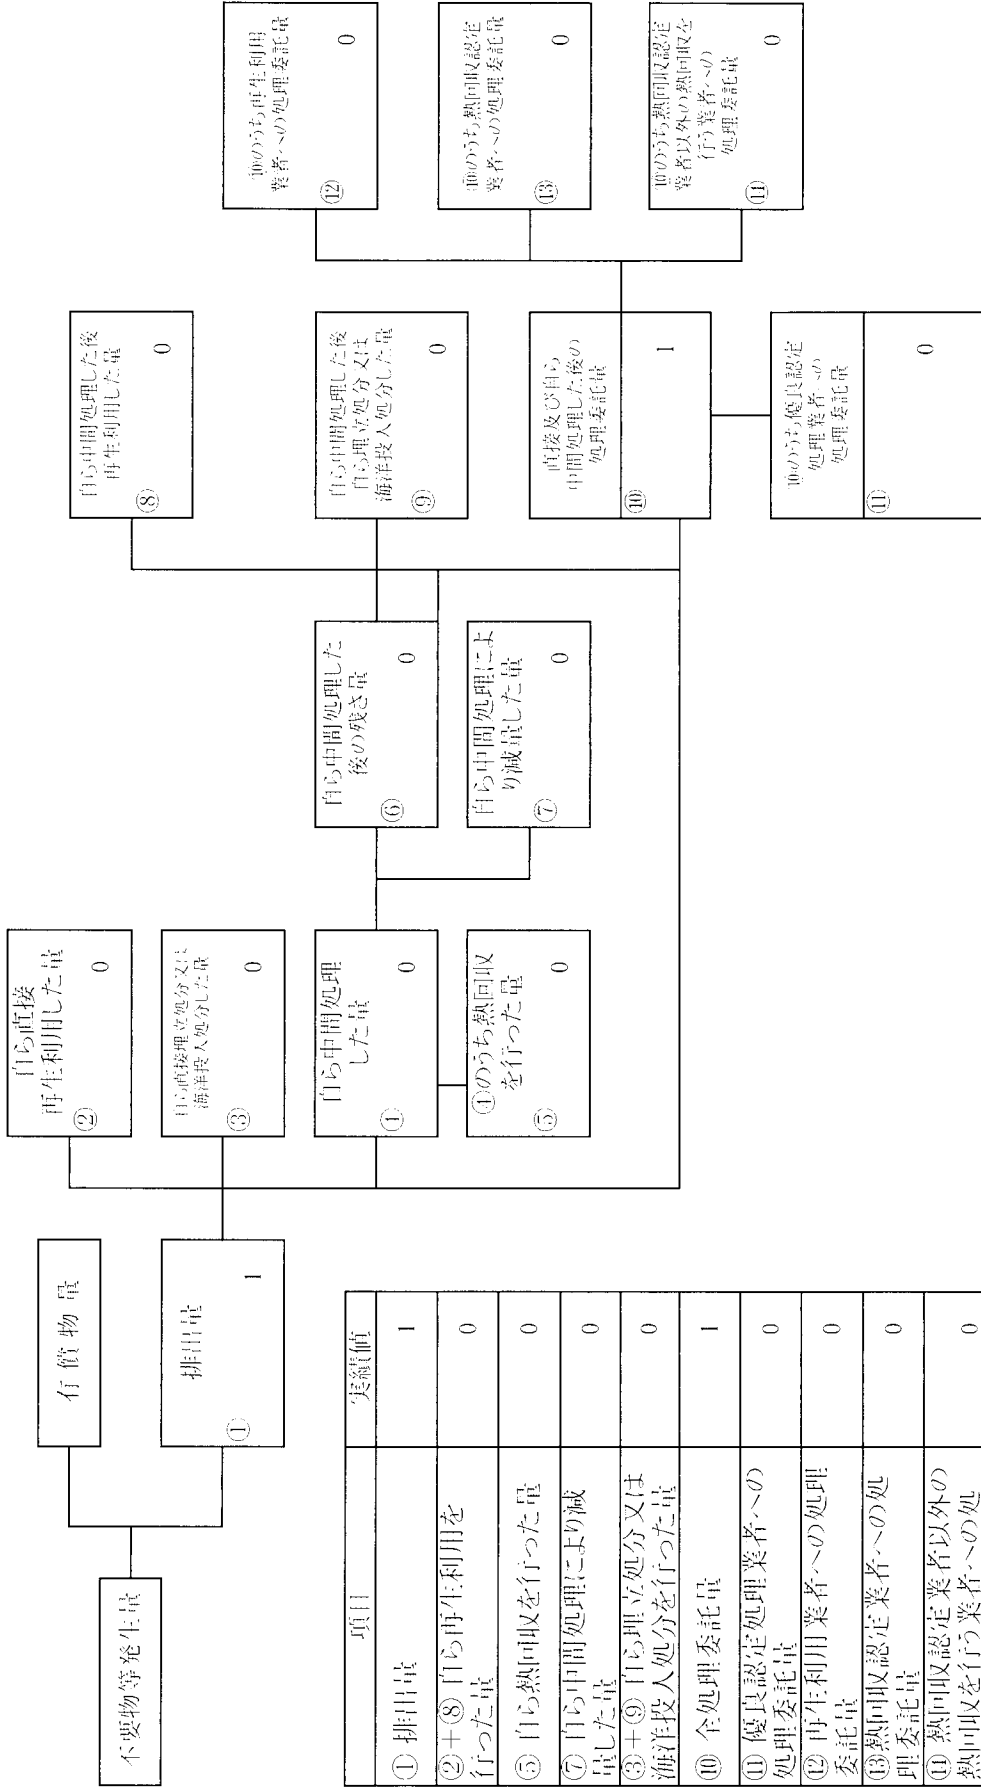 不要物等発生量
有償物量
排出量
①
1
自ら直接
再生利用した量
②
0
自ら直接埋立処分又は
海洋投入処分した量
③
0
自ら中間処理
した量
④
0
④のうち熱回収
を行った量
⑤
0
自ら中間処理した
後の残さ量
⑥
0
自ら中間処理によ
り減量した量
⑦
0
自ら中間処理した後
再生利用した量
⑧
0
自ら中間処理した後
自ら埋立処分又は
海洋投入処分した量
⑨
0
直接及び自ら
中間処理した後の
処理委託量
⑩
1
⑩のうち優良認定
処理業者への
処理委託量
⑪
0
⑩のうち再生利用
業者への処理委託量
⑫
0
⑩のうち熱回収認定
業者への処理委託量
⑬
0
⑩のうち熱回収認定
業者以外の熱回収を
行う業者への
処理委託量
⑭
0
項目 実績値
① 排出量 1
②+⑧ 自ら再生利用を
行った量 0
⑤ 自ら熱回収を行った量 0
⑦ 自ら中間処理により減
量した量 0
③+⑨ 自ら埋立処分又は
海洋投入処分を行った量 0
⑩ 全処理委託量 1
⑪ 優良認定処理業者への
処理委託量 0
⑫ 再生利用業者への処理
委託量 0
⑬熱回収認定業者への処
理委託量 0
⑭ 熱回収認定業者以外の
熱回収を行う業者への処 0